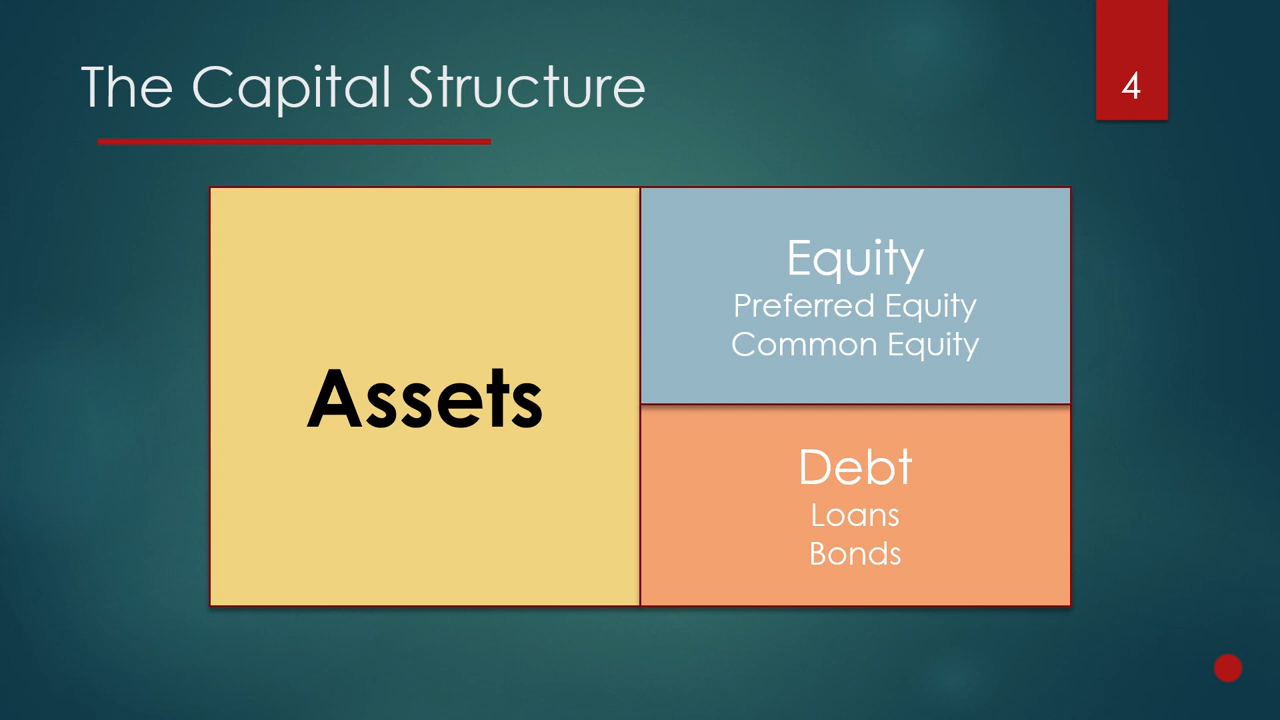 The Capital Structure
4
Assets
Equity
Preferred Equity
Common Equity
Debt
Loans
Bonds